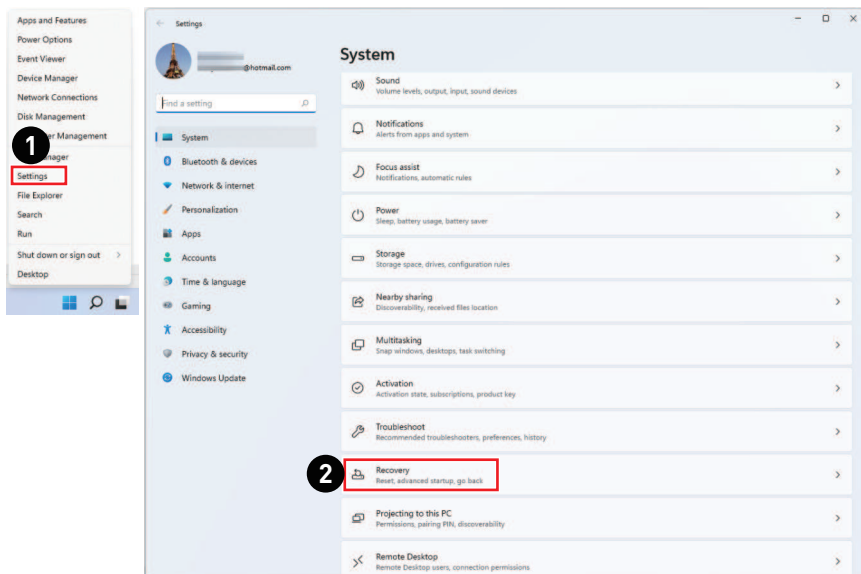 Apps and Features
Power Options
Event Viewer
Device Manager
Network Connections
Disk Management
Management
1
Settings
File Explorer
Search
Run
Shut down or sign out
Desktop
Settings
@hotmail.com
Find a setting
System
Bluetooth & devices
Network & internet
Personalization
Apps
Accounts
Time & language
Gaming
Accessibility
Privacy & security
Windows Update
System
Sound
Volume levels, output, input, sound devices
Notifications
Alerts from apps and system
Focus assist
Notifications, automatic rules
Power
Sleep, battery usage, battery saver
Storage
Storage space, drives, configuration rules
Nearby sharing
Discoverability, received files location
Multitasking
Snap windows, desktops, task switching
Activation
Activation state, subscriptions, product key
Troubleshoot
Recommended troubleshooters, preferences, history
2
Recovery
Reset, advanced startup, go back
Projecting to this PC
Permissions, pairing PIN, discoverability
Remote Desktop
Remote Desktop users, connection permissions